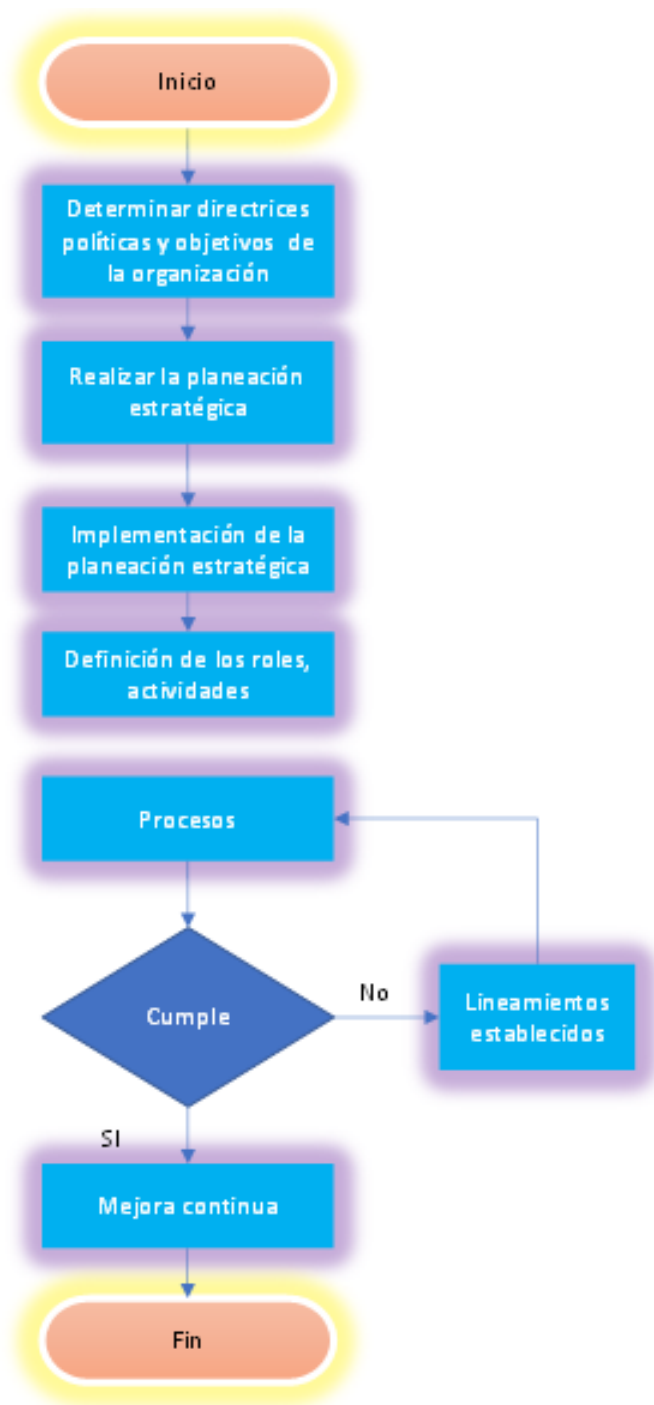 Inicio
Determinar directrices
políticas y objetivos de
la organización
Realizar la planeación
estratégica
Implementación de la
planeación estratégica
Definición de los roles,
actividades
Procesos
Cumple
No
Lineamientos
establecidos
SI
Mejora continua
Fin